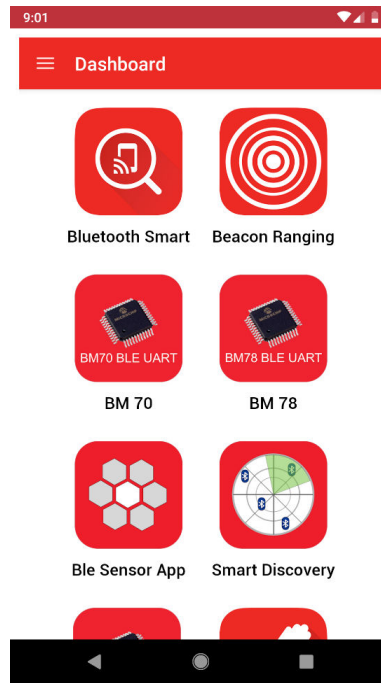 9:01
Dashboard
Bluetooth Smart
Beacon Ranging
BM70 BLE UART
BM78 BLE UART
BM 70
BM 78
Ble Sensor App
Smart Discovery